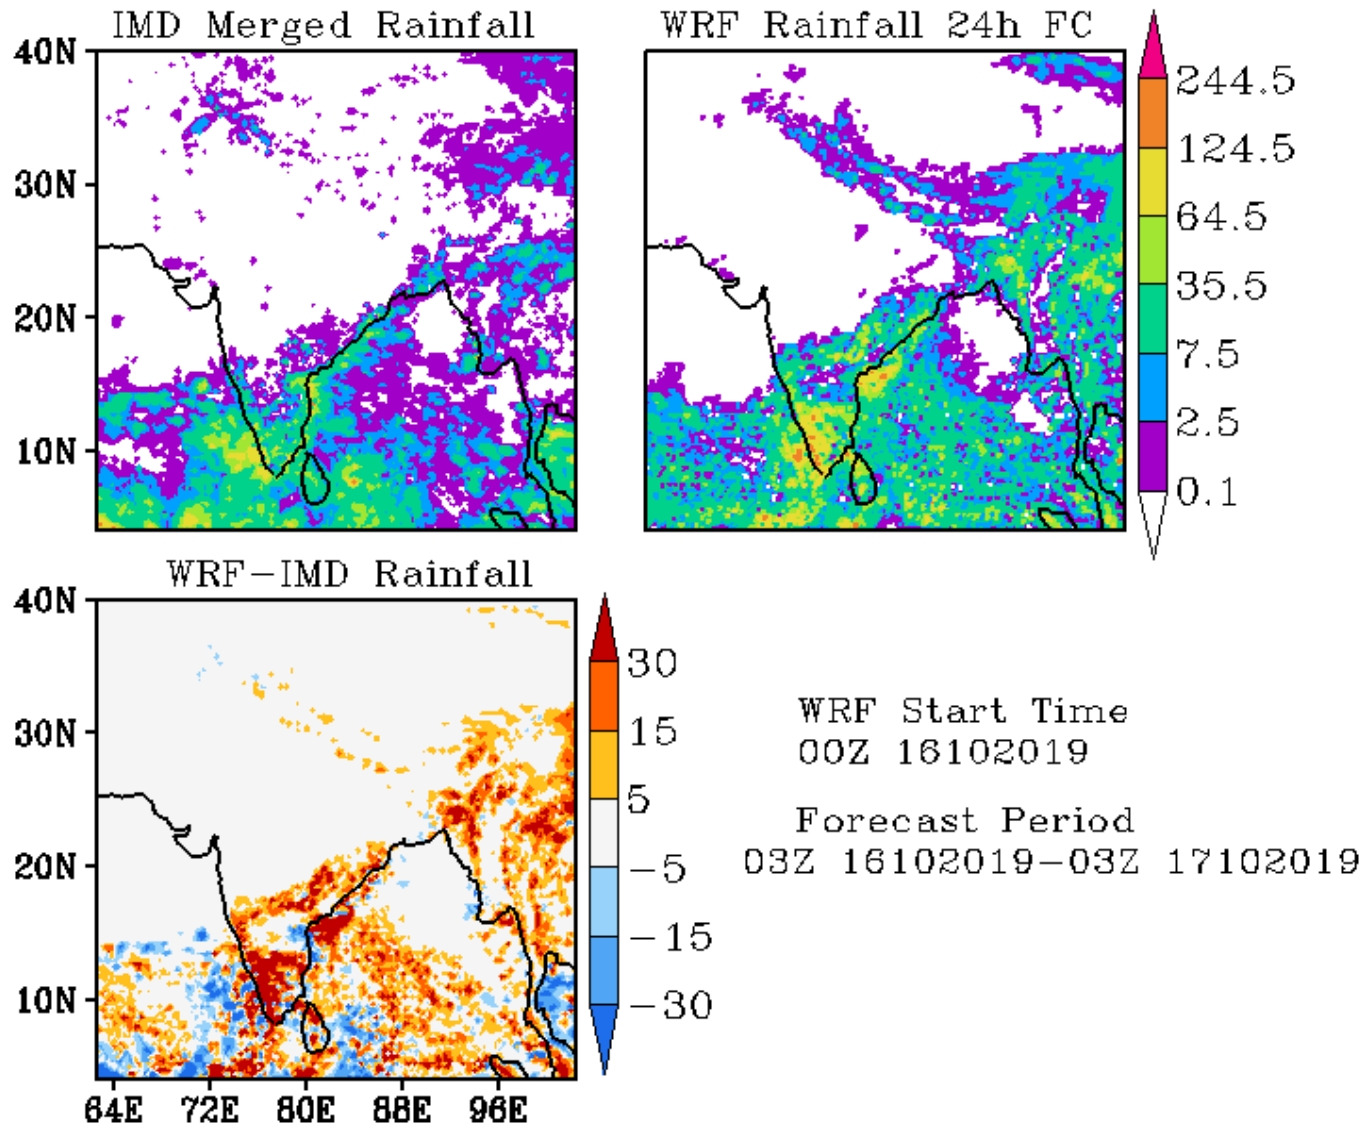 IMD Merged Rainfall
WRF Rainfall 24h FC
40N
30N
20N
10N
244.5
124.5
64.5
35.5
7.5
2.5
0.1
WRF-IMD Rainfall
40N
30N
20N
10N
64E 72E 80E 88E 96E
30
15
5
-5
-15
-30
WRF Start Time
00Z 16102019
Forecast Period
03Z 16102019-03Z 17102019